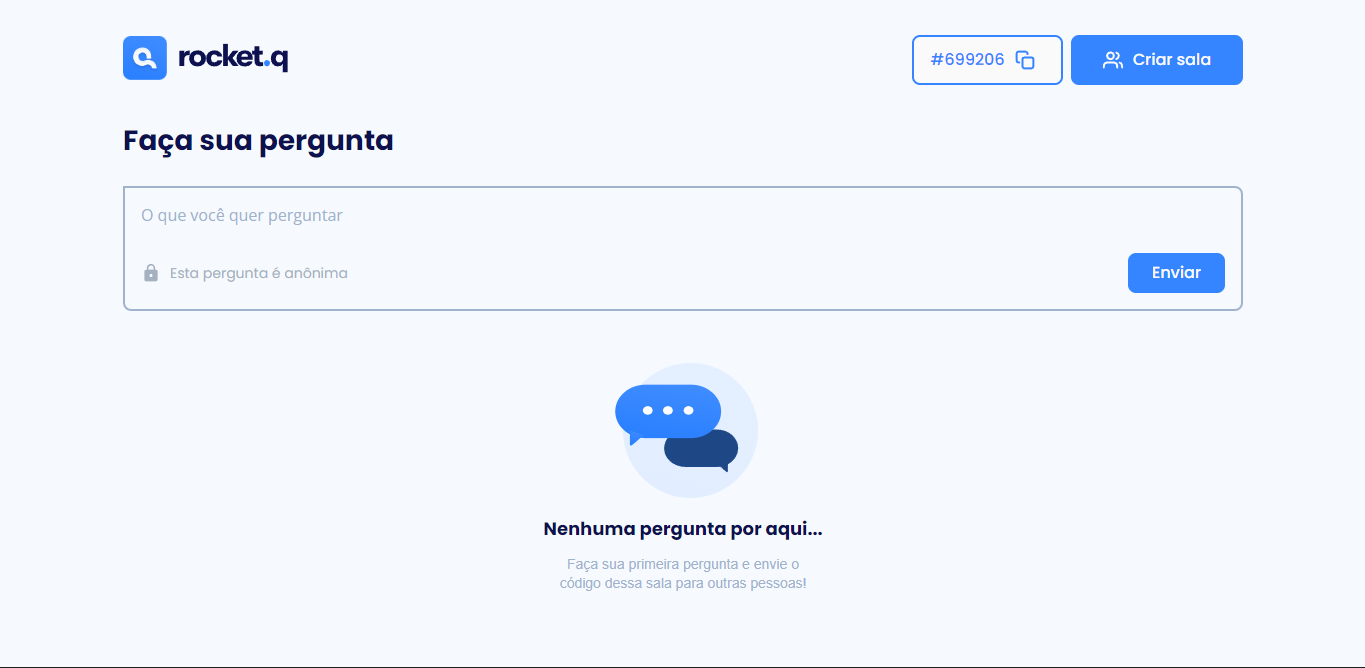 rocket.q
#699206
Criar sala
Faça sua pergunta
O que você quer perguntar
Esta pergunta é anônima
Enviar
Nenhuma pergunta por aqui...
Faça sua primeira pergunta e envie o
código dessa sala para outras pessoas!